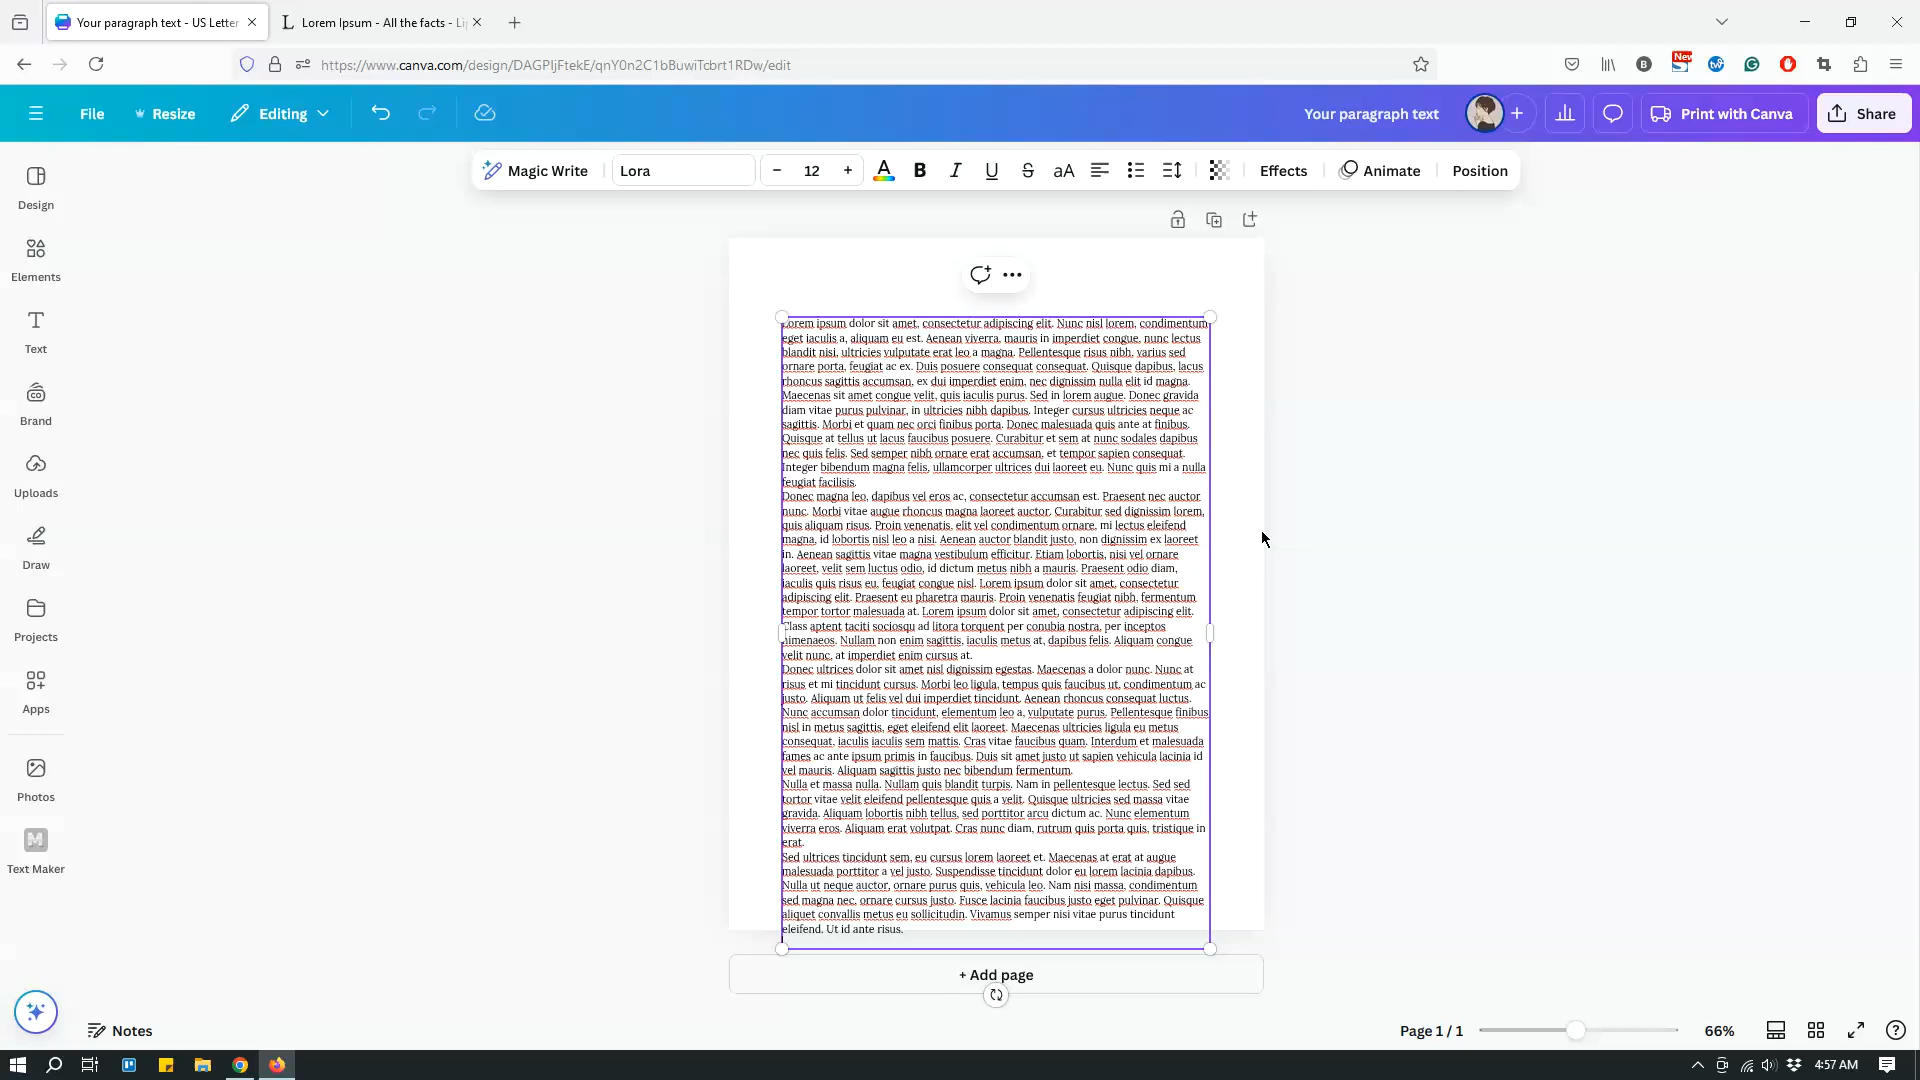 Your paragraph text - US Letter
Lorem Ipsum - All the facts - Li
https://www.canva.com/design/DAGPIjFtekE/qnY0n2C1bBuwiTcbrt1RDw/edit
New
File
Resize
Editing
Your paragraph text
Print with Canva
Share
Magic Write
Lora
12
A
B
I
U
S
aA
Effects
Animate
Position
Design
Elements
Text
Brand
Uploads
Draw
Projects
Apps
Photos
Text Maker
Lorem ipsum dolor sit amet, consectetur adipiscing elit. Nunc nisl lorem, condimentum
eget iaculis a, aliquam eu est. Aenean viverra, mauris in imperdiet congue, nunc lectus
blandit nisi, ultricies vulputate erat leo a magna. Pellentesque risus nibh, varius sed
ornare porta, feugiat ac ex. Duis posuere consequat consequat. Quisque dapibus, lacus
rhoncus sagittis accumsan, ex dui imperdiet enim, nec dignissim nulla elit id magna.
Maecenas sit amet congue velit, quis iaculis purus. Sed in lorem augue. Donec gravida
diam vitae purus pulvinar, in ultricies nibh dapibus. Integer cursus ultricies neque ac
sagittis. Morbi et quam nec orci finibus porta. Donec malesuada quis ante at finibus.
Quisque at tellus ut lacus faucibus posuere. Curabitur et sem at nunc sodales dapibus
nec quis felis. Sed semper nibh ornare erat accumsan, et tempor sapien consequat.
Integer bibendum magna felis, ullamcorper ultrices dui laoreet eu. Nunc quis mi a nulla
feugiat facilisis.
Donec magna leo, dapibus vel eros ac, consectetur accumsan est. Praesent nec auctor
nunc. Morbi vitae augue rhoncus magna laoreet auctor. Curabitur sed dignissim lorem,
quis aliquam risus. Proin venenatis, elit vel condimentum ornare, mi lectus eleifend
magna, id lobortis nisl leo a nisi. Aenean auctor blandit justo, non dignissim ex laoreet
in. Aenean sagittis vitae magna vestibulum efficitur. Etiam lobortis, nisi vel ornare
laoreet, velit sem luctus odio, id dictum metus nibh a mauris. Praesent odio diam,
iaculis quis risus eu, feugiat congue nisl. Lorem ipsum dolor sit amet, consectetur
adipiscing elit. Praesent eu pharetra mauris. Proin venenatis feugiat nibh, fermentum
tempor tortor malesuada at. Lorem ipsum dolor sit amet, consectetur adipiscing elit.
Class aptent taciti sociosqu ad litora torquent per conubia nostra, per inceptos
himenaeos. Nullam non enim sagittis, iaculis metus at, dapibus felis. Aliquam congue
velit nunc, at imperdiet enim cursus at.
Donec ultrices dolor sit amet nisl dignissim egestas. Maecenas a dolor nunc. Nunc at
risus et mi tincidunt cursus. Morbi leo ligula, tempus quis faucibus ut, condimentum ac
justo. Aliquam ut felis vel dui imperdiet tincidunt. Aenean rhoncus consequat luctus.
Nunc accumsan dolor tincidunt, elementum leo a, vulputate purus. Pellentesque finibus
nisl in metus sagittis, eget eleifend elit laoreet. Maecenas ultricies ligula eu metus
consequat, iaculis iaculis sem mattis. Cras vitae faucibus quam. Interdum et malesuada
fames ac ante ipsum primis in faucibus. Duis sit amet justo ut sapien vehicula lacinia id
vel mauris. Aliquam sagittis justo nec bibendum fermentum.
Nulla et massa nulla. Nullam quis blandit turpis. Nam in pellentesque lectus. Sed sed
tortor vitae velit eleifend pellentesque quis a velit. Quisque ultricies sed massa vitae
gravida. Aliquam lobortis nibh tellus, sed porttitor arcu dictum ac. Nunc elementum
viverra eros. Aliquam erat volutpat. Cras nunc diam, rutrum quis porta quis, tristique in
erat.
Sed ultrices tincidunt sem, eu cursus lorem laoreet et. Maecenas at erat at augue
malesuada porttitor a vel justo. Suspendisse tincidunt dolor eu lorem lacinia dapibus.
Nulla ut neque auctor, ornare purus quis, vehicula leo. Nam nisi massa, condimentum
sed magna nec, ornare cursus justo. Fusce lacinia faucibus justo eget pulvinar. Quisque
aliquet convallis metus eu sollicitudin. Vivamus semper nisi vitae purus tincidunt
eleifend. Ut id ante risus.
+ Add page
Notes
Page 1 / 1
66%
4:57 AM